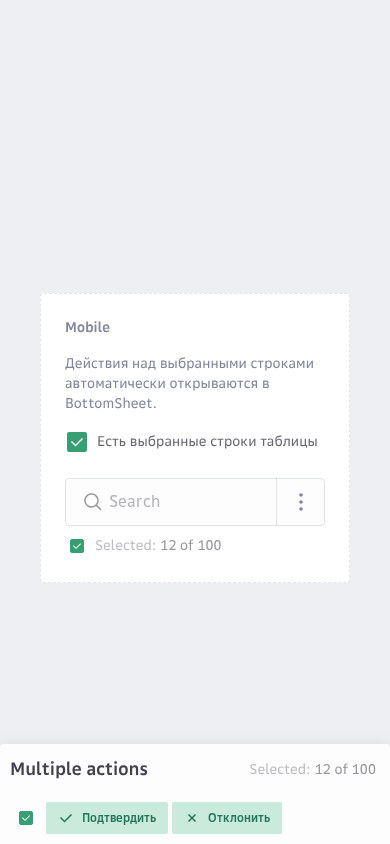 Mobile
Действия над выбранными строками
автоматически открываются в
BottomSheet.
Есть выбранные строки таблицы
Search
Selected: 12 of 100
Multiple actions
Selected: 12 of 100
Подтвердить
Отклонить